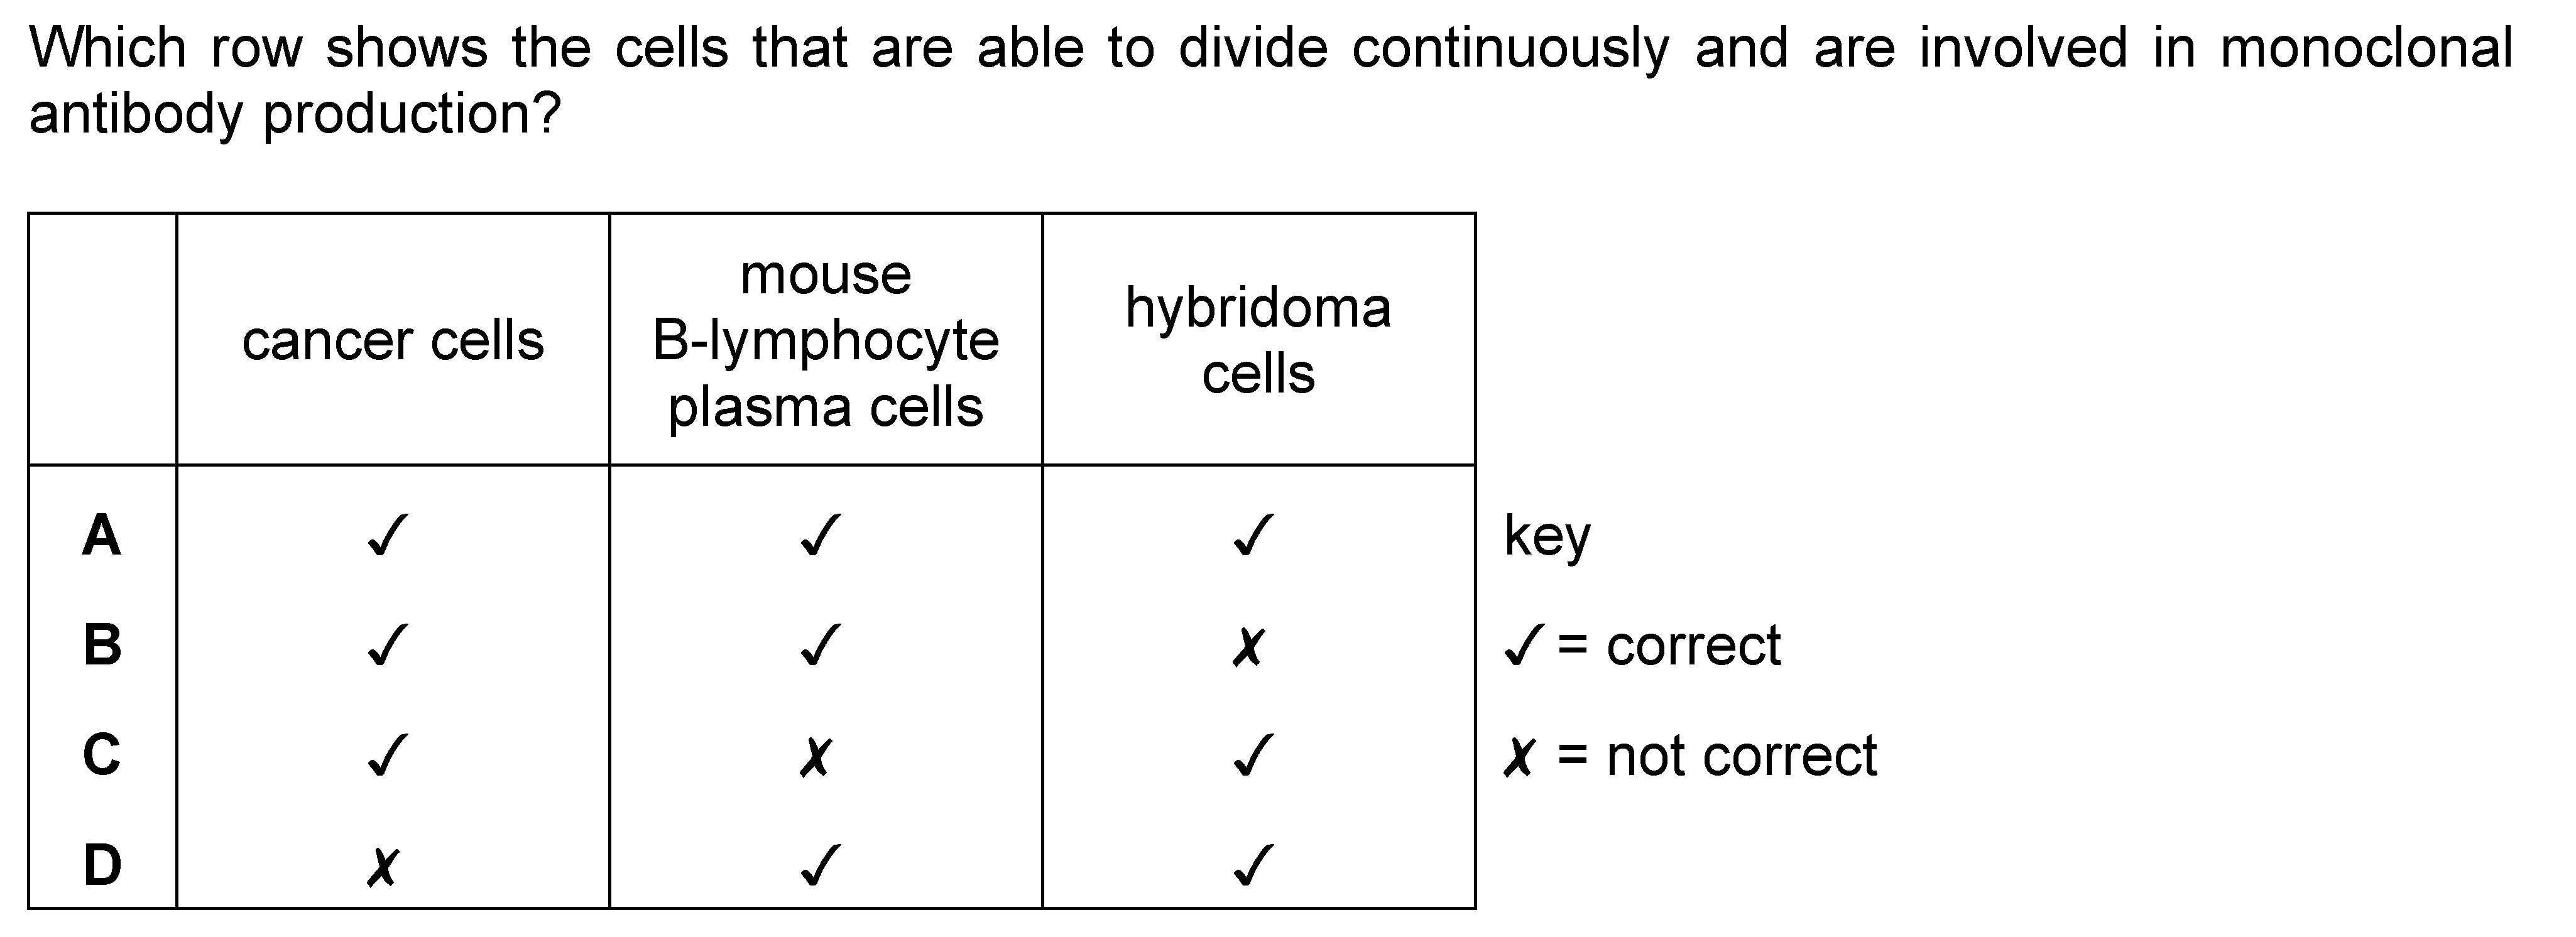 Which row shows the cells that are able to divide continuously and are involved in monoclonal
antibody production?
cancer cells
mouse
B-lymphocyte
plasma cells
hybridoma
cells
A ✓ ✓ ✓
key
B ✓ ✓ ✗
✓ = correct
C ✓ ✗ ✓
✗ = not correct
D ✗ ✓ ✓